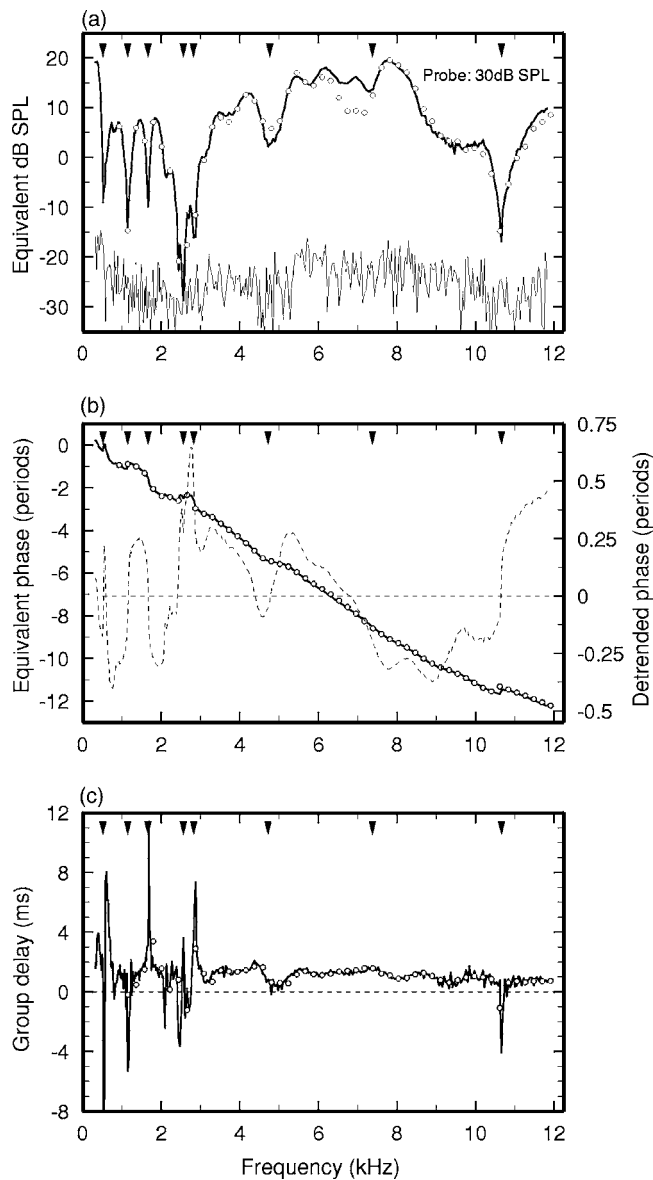 (a)
20
10
0
-10
-20
-30
Equivalent dB SPL
Probe: 30dB SPL
0 2 4 6 8 10 12
(b)
0
-2
-4
-6
-8
-10
-12
Equivalent phase (periods)
0.75
0.5
0.25
0
-0.25
-0.5
Detrended phase (periods)
0 2 4 6 8 10 12
(c)
12
8
4
0
-4
-8
Group delay (ms)
0 2 4 6 8 10 12
Frequency (kHz)